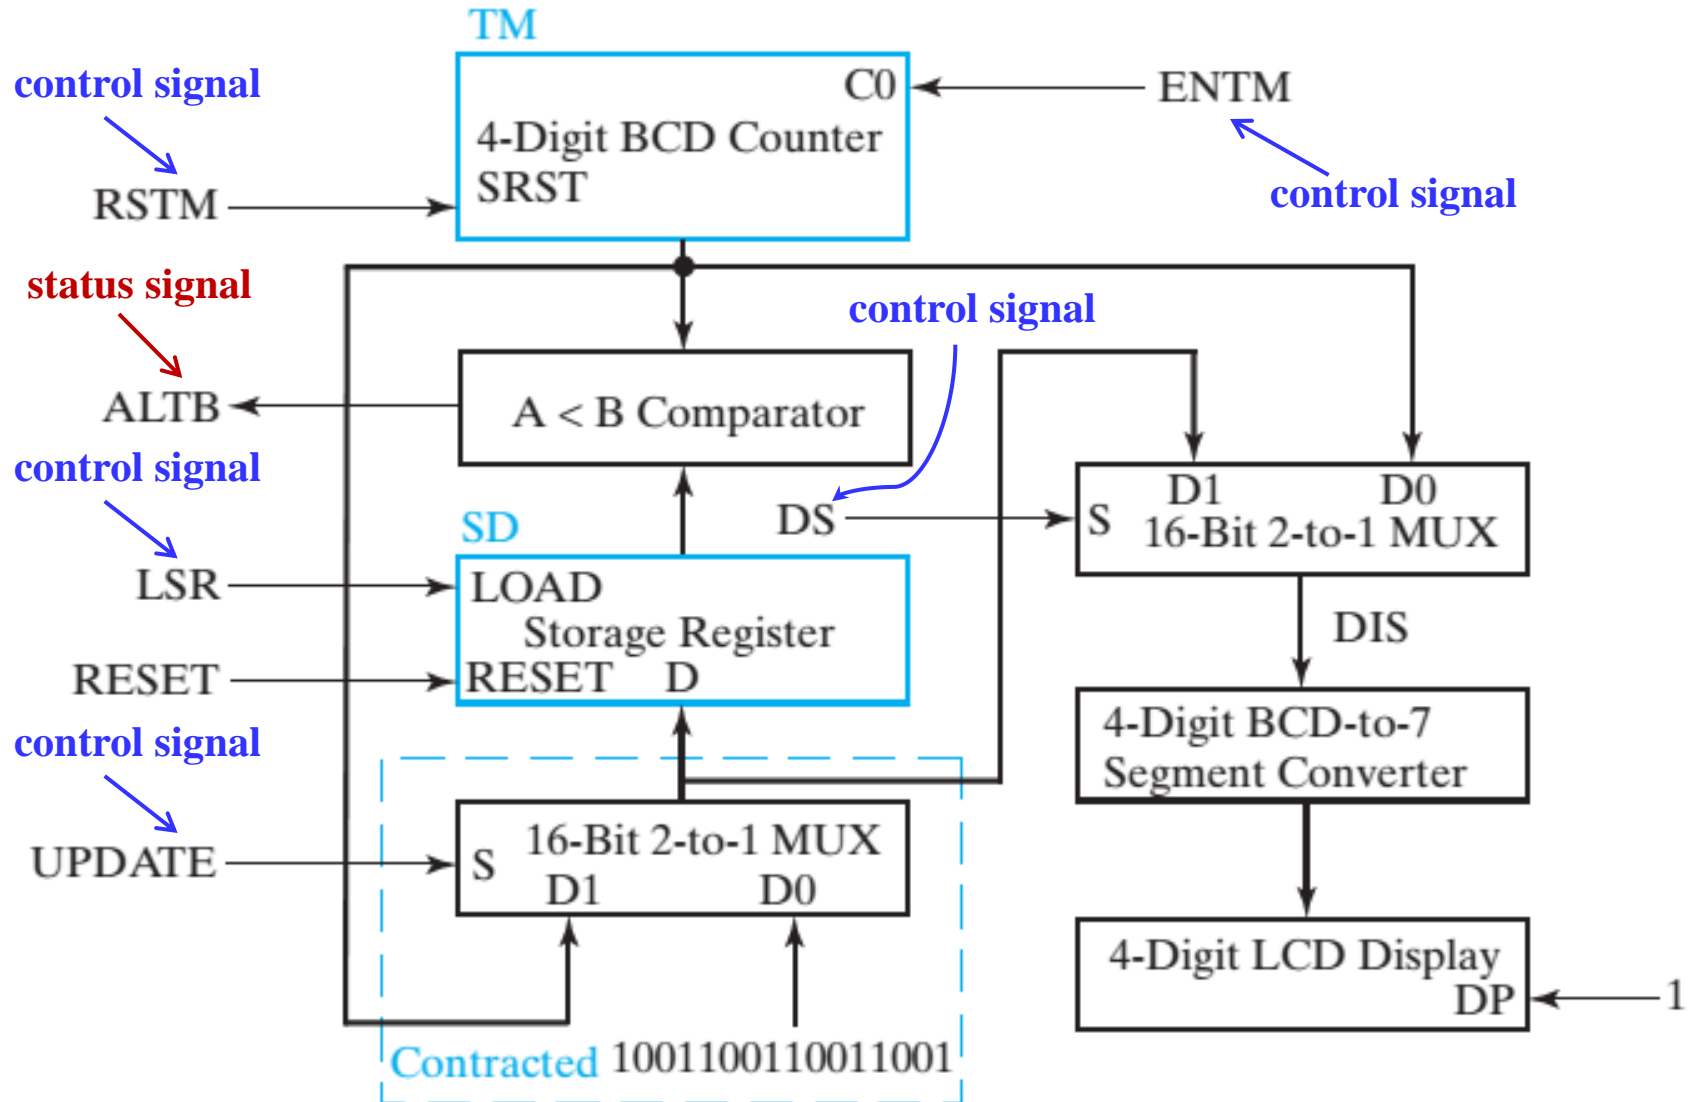 TM
control signal
C0
ENTM
4-Digit BCD Counter
SRST
RSTM
control signal
status signal
control signal
ALTB
A < B Comparator
control signal
D1 D0
DS
S
16-Bit 2-to-1 MUX
SD
LSR
LOAD
Storage Register
DIS
RESET
RESET D
control signal
4-Digit BCD-to-7
Segment Converter
UPDATE
S
16-Bit 2-to-1 MUX
D1 D0
4-Digit LCD Display
DP
1
Contracted
1001100110011001